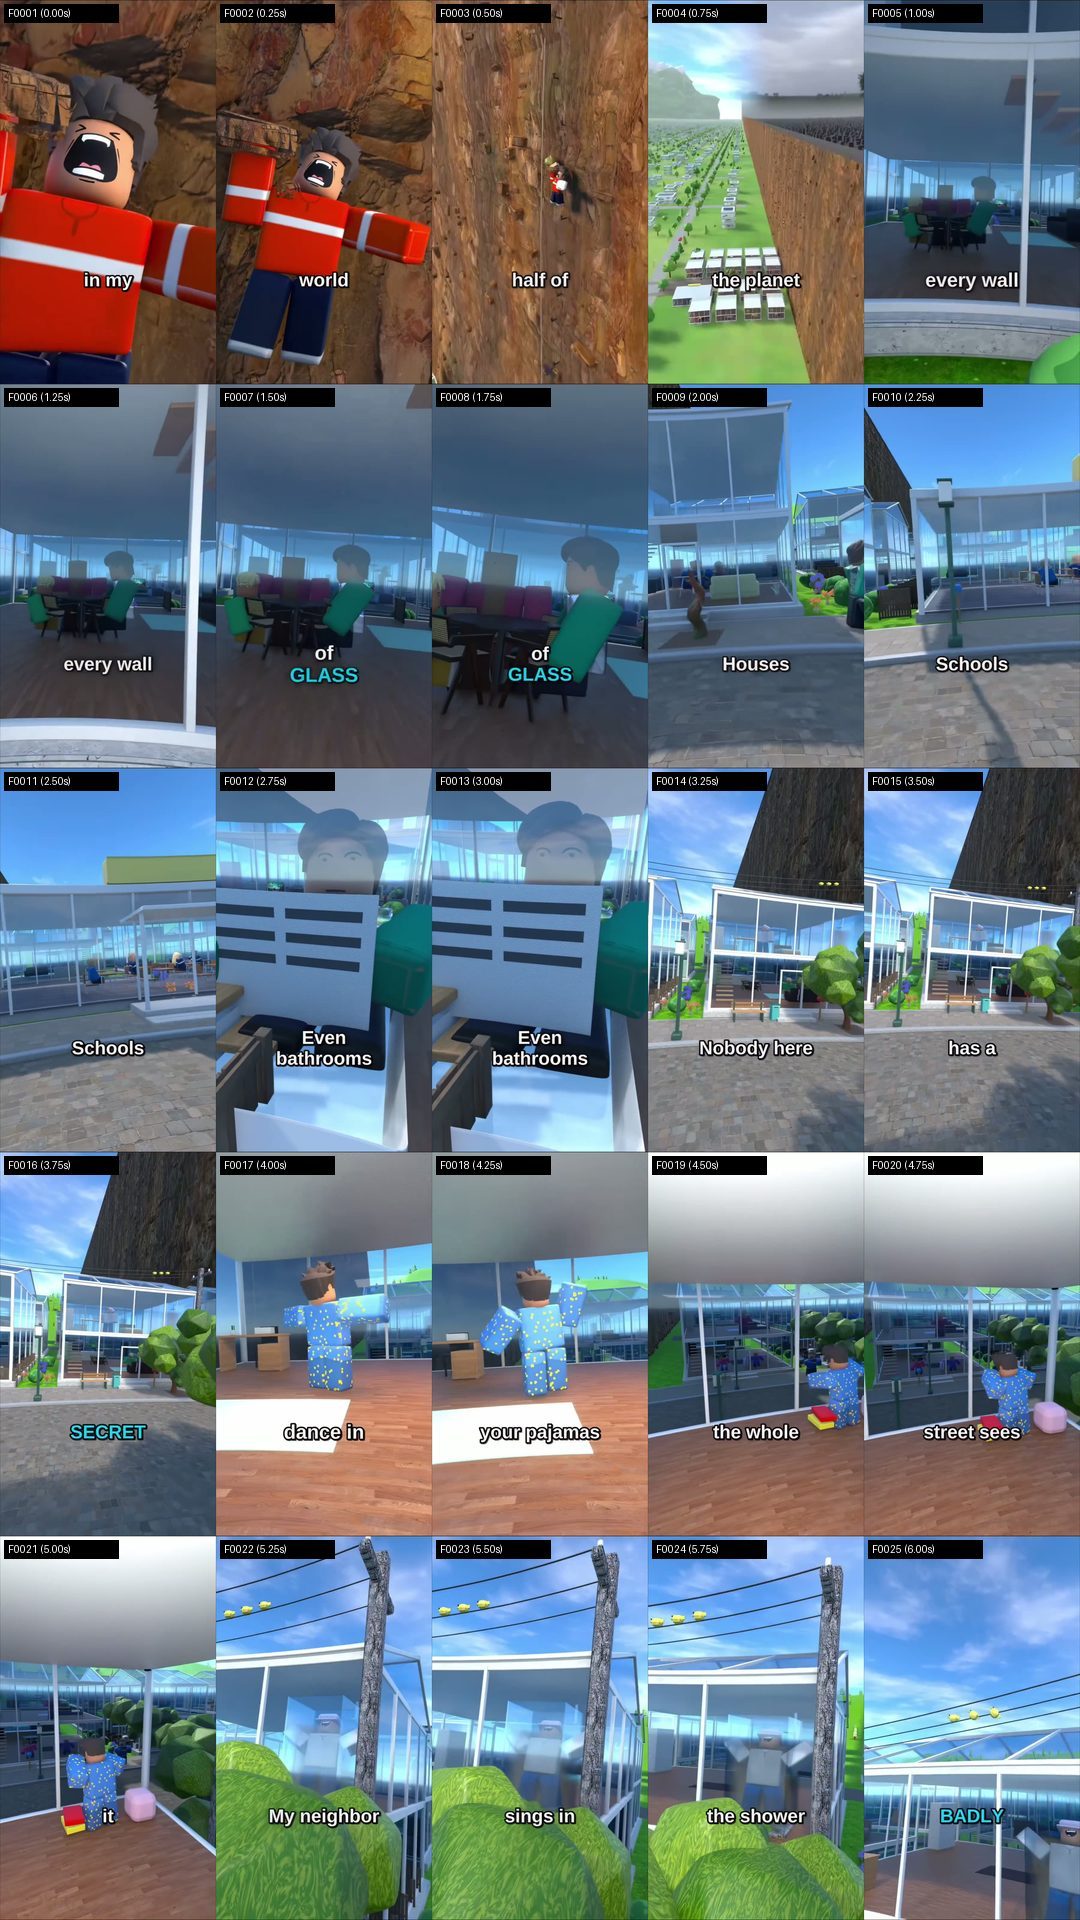 F0001 (0.00s)
in my
F0002 (0.25s)
world
F0003 (0.50s)
half of
F0004 (0.75s)
the planet
F0005 (1.00s)
every wall
F0006 (1.25s)
every wall
F0007 (1.50s)
of
GLASS
F0008 (1.75s)
of
GLASS
F0009 (2.00s)
Houses
F0010 (2.25s)
Schools
F0011 (2.50s)
Schools
F0012 (2.75s)
Even
bathrooms
F0013 (3.00s)
Even
bathrooms
F0014 (3.25s)
Nobody here
F0015 (3.50s)
has a
F0016 (3.75s)
SECRET
F0017 (4.00s)
dance in
F0018 (4.25s)
your pajamas
F0019 (4.50s)
the whole
F0020 (4.75s)
street sees
F0021 (5.00s)
it
F0022 (5.25s)
My neighbor
F0023 (5.50s)
sings in
F0024 (5.75s)
the shower
F0025 (6.00s)
BADLY